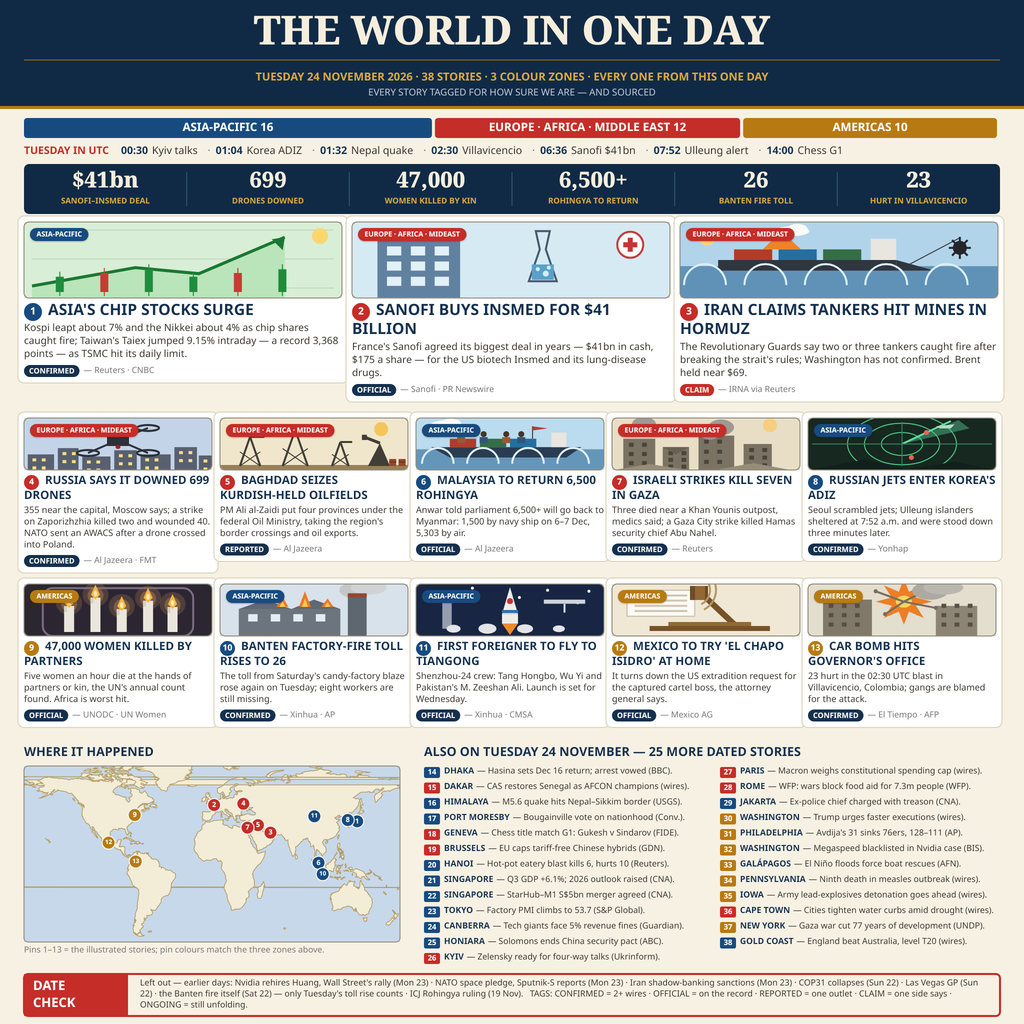 THE WORLD IN ONE DAY
TUESDAY 24 NOVEMBER 2026 · 38 STORIES · 3 COLOUR ZONES · EVERY ONE FROM THIS ONE DAY
EVERY STORY TAGGED FOR HOW SURE WE ARE — AND SOURCED
ASIA-PACIFIC 16
EUROPE · AFRICA · MIDDLE EAST 12
AMERICAS 10
TUESDAY IN UTC 00:30 Kyiv talks · 01:04 Korea ADIZ · 01:32 Nepal quake · 02:30 Villavicencio · 06:36 Sanofi $41bn · 07:52 Ulleung alert · 14:00 Chess G1
$41bn
SANOFI–INSMED DEAL
699
DRONES DOWNED
47,000
WOMEN KILLED BY KIN
6,500+
ROHINGYA TO RETURN
26
BANTEN FIRE TOLL
23
HURT IN VILLAVICENCIO
ASIA-PACIFIC
1 ASIA'S CHIP STOCKS SURGE
Kospi leapt about 7% and the Nikkei about 4% as chip shares
caught fire; Taiwan's Taiex jumped 9.15% intraday — a record 3,368
points — as TSMC hit its daily limit.
CONFIRMED — Reuters · CNBC
EUROPE · AFRICA · MIDEAST
2 SANOFI BUYS INSMED FOR $41
BILLION
France's Sanofi agreed its biggest deal in years — $41bn in cash,
$175 a share — for the US biotech Insmed and its lung-disease
drugs.
OFFICIAL — Sanofi · PR Newswire
EUROPE · AFRICA · MIDEAST
3 IRAN CLAIMS TANKERS HIT MINES IN
HORMUZ
The Revolutionary Guards say two or three tankers caught fire after
breaking the strait's rules; Washington has not confirmed. Brent
held near $69.
CLAIM — IRNA via Reuters
EUROPE · AFRICA · MIDEAST
4 RUSSIA SAYS IT DOWNED 699
DRONES
355 near the capital, Moscow says; a strike
on Zaporizhzhia killed two and wounded 40.
NATO sent an AWACS after a drone crossed
into Poland.
CONFIRMED — Al Jazeera · FMT
EUROPE · AFRICA · MIDEAST
5 BAGHDAD SEIZES
KURDISH-HELD OILFIELDS
PM Ali al-Zaidi put four provinces under the
federal Oil Ministry, taking the region's
border crossings and oil exports.
REPORTED — Al Jazeera
ASIA-PACIFIC
6 MALAYSIA TO RETURN 6,500
ROHINGYA
Anwar told parliament 6,500+ will go back to
Myanmar: 1,500 by navy ship on 6–7 Dec,
5,303 by air.
OFFICIAL — Al Jazeera
EUROPE · AFRICA · MIDEAST
7 ISRAELI STRIKES KILL SEVEN
IN GAZA
Three died near a Khan Younis outpost,
medics said; a Gaza City strike killed Hamas
security chief Abu Nahel.
CONFIRMED — Reuters
ASIA-PACIFIC
8 RUSSIAN JETS ENTER KOREA'S
ADIZ
Seoul scrambled jets; Ulleung islanders
sheltered at 7:52 a.m. and were stood down
three minutes later.
CONFIRMED — Yonhap
AMERICAS
9 47,000 WOMEN KILLED BY
PARTNERS
Five women an hour die at the hands of
partners or kin, the UN's annual count
found. Africa is worst hit.
OFFICIAL — UNODC · UN Women
ASIA-PACIFIC
10 BANTEN FACTORY-FIRE TOLL
RISES TO 26
The toll from Saturday's candy-factory blaze
rose again on Tuesday; eight workers are
still missing.
CONFIRMED — Xinhua · AP
ASIA-PACIFIC
11 FIRST FOREIGNER TO FLY TO
TIANGONG
Shenzhou-24 crew: Tang Hongbo, Wu Yi and
Pakistan's M. Zeeshan Ali. Launch is set for
Wednesday.
OFFICIAL — Xinhua · CMSA
AMERICAS
12 MEXICO TO TRY 'EL CHAPO
ISIDRO' AT HOME
It turns down the US extradition request for
the captured cartel boss, the attorney
general says.
OFFICIAL — Mexico AG
AMERICAS
13 CAR BOMB HITS
GOVERNOR'S OFFICE
23 hurt in the 02:30 UTC blast in
Villavicencio, Colombia; gangs are blamed
for the attack.
CONFIRMED — El Tiempo · AFP
WHERE IT HAPPENED
2
4
9
11
8
1
7
5
3
12
13
6
10
Pins 1–13 = the illustrated stories; pin colours match the three zones above.
ALSO ON TUESDAY 24 NOVEMBER — 25 MORE DATED STORIES
14 DHAKA — Hasina sets Dec 16 return; arrest vowed (BBC).
15 DAKAR — CAS restores Senegal as AFCON champions (wires).
16 HIMALAYA — M5.6 quake hits Nepal–Sikkim border (USGS).
17 PORT MORESBY — Bougainville vote on nationhood (Conv.).
18 GENEVA — Chess title match G1: Gukesh v Sindarov (FIDE).
19 BRUSSELS — EU caps tariff-free Chinese hybrids (GDN).
20 HANOI — Hot-pot eatery blast kills 6, hurts 10 (Reuters).
21 SINGAPORE — Q3 GDP +6.1%; 2026 outlook raised (CNA).
22 SINGAPORE — StarHub–M1 S$5bn merger agreed (CNA).
23 TOKYO — Factory PMI climbs to 53.7 (S&P Global).
24 CANBERRA — Tech giants face 5% revenue fines (Guardian).
25 HONIARA — Solomons ends China security pact (ABC).
26 KYIV — Zelensky ready for four-way talks (Ukrinform).
27 PARIS — Macron weighs constitutional spending cap (wires).
28 ROME — WFP: wars block food aid for 7.3m people (WFP).
29 JAKARTA — Ex-police chief charged with treason (CNA).
30 WASHINGTON — Trump urges faster executions (wires).
31 PHILADELPHIA — Avdija's 31 sinks 76ers, 128–111 (AP).
32 WASHINGTON — Megaspeed blacklisted in Nvidia case (BIS).
33 GALÁPAGOS — El Niño floods force boat rescues (AFN).
34 PENNSYLVANIA — Ninth death in measles outbreak (wires).
35 IOWA — Army lead-explosives detonation goes ahead (wires).
36 CAPE TOWN — Cities tighten water curbs amid drought (wires).
37 NEW YORK — Gaza war cut 77 years of development (UNDP).
38 GOLD COAST — England beat Australia, level T20 (wires).
DATE
CHECK
Left out — earlier days: Nvidia rehires Huang, Wall Street's rally (Mon 23) · NATO space pledge, Sputnik-S reports (Mon 23) · Iran shadow-banking sanctions (Mon 23) · COP31 collapses (Sun 22) · Las Vegas GP (Sun
22) · the Banten fire itself (Sat 22) — only Tuesday's toll rise counts · ICJ Rohingya ruling (19 Nov). TAGS: CONFIRMED = 2+ wires · OFFICIAL = on the record · REPORTED = one outlet · CLAIM = one side says ·
ONGOING = still unfolding.